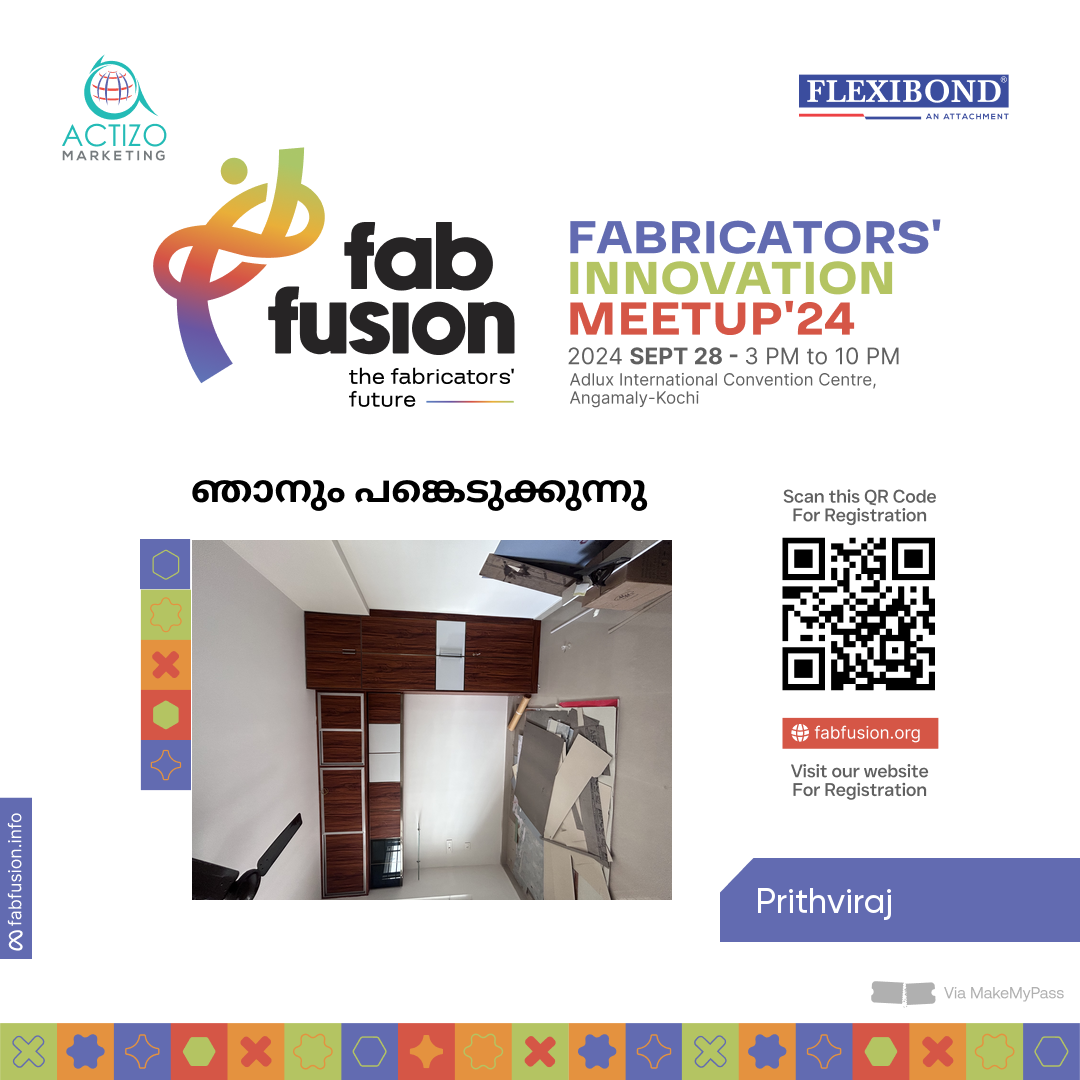 ACTIZO
MARKETING
FLEXIBOND®
AN ATTACHMENT
fab
fusion
the fabricators'
future
FABRICATORS'
INNOVATION
MEETUP'24
2024 SEPT 28 - 3 PM to 10 PM
Adlux International Convention Centre,
Angamaly-Kochi
ഞാനും പങ്കെടുക്കുന്നു
Scan this QR Code
For Registration
fabfusion.org
Visit our website
For Registration
fabfusion.info
Prithviraj
Via MakeMyPass